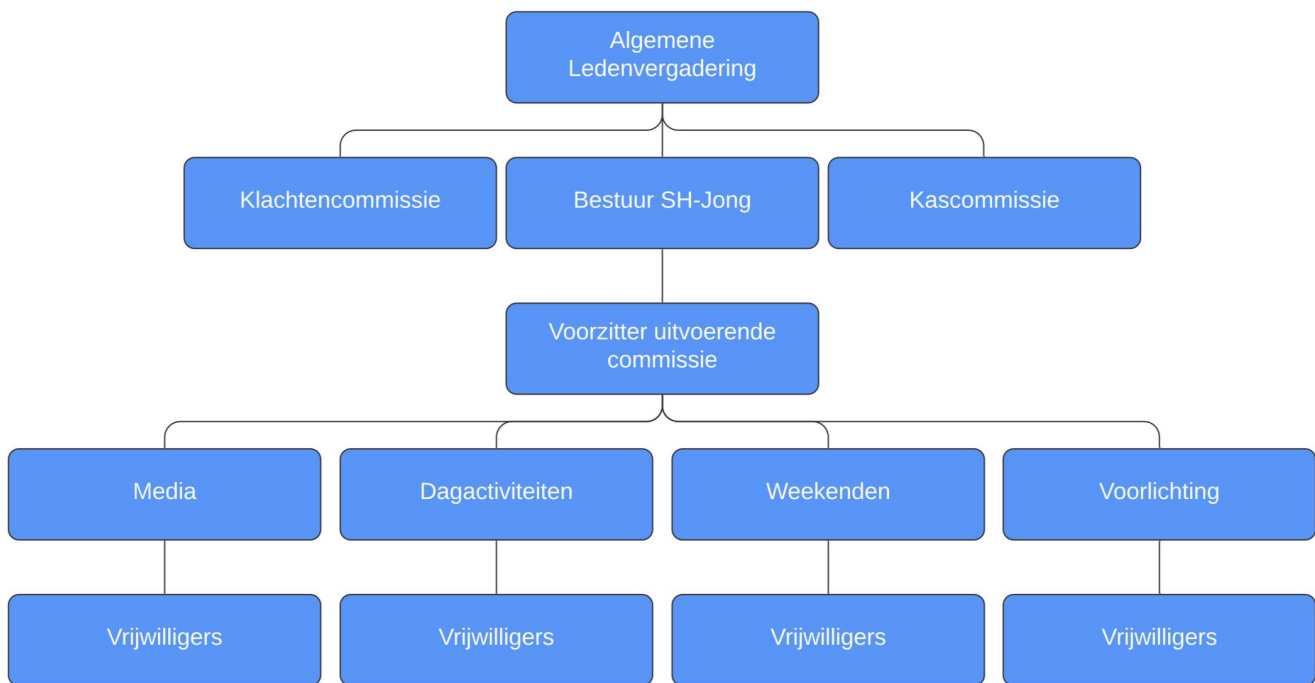 Algemene
Ledenvergadering
Klachtencommissie
Bestuur SH-Jong
Kascommissie
Voorzitter uitvoerende
commissie
Media
Dagactiviteiten
Weekenden
Voorlichting
Vrijwilligers
Vrijwilligers
Vrijwilligers
Vrijwilligers